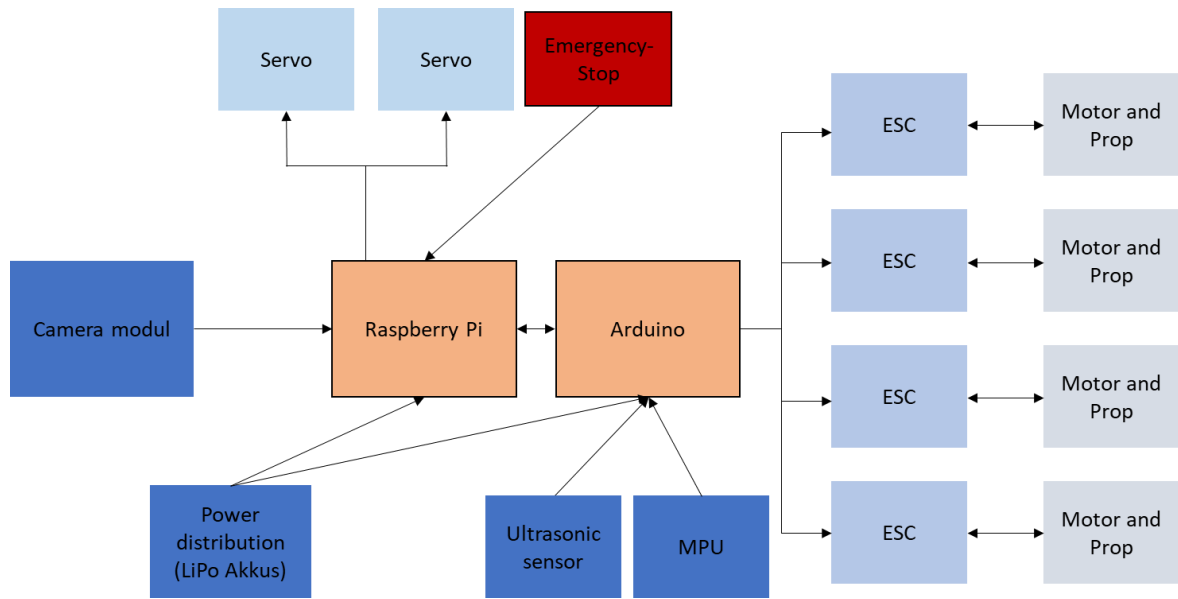 Servo
Servo
Emergency-
Stop
ESC
Motor and
Prop
ESC
Motor and
Prop
Camera modul
Raspberry Pi
Arduino
ESC
Motor and
Prop
Power
distribution
(LiPo Akkus)
Ultrasonic
sensor
MPU
ESC
Motor and
Prop